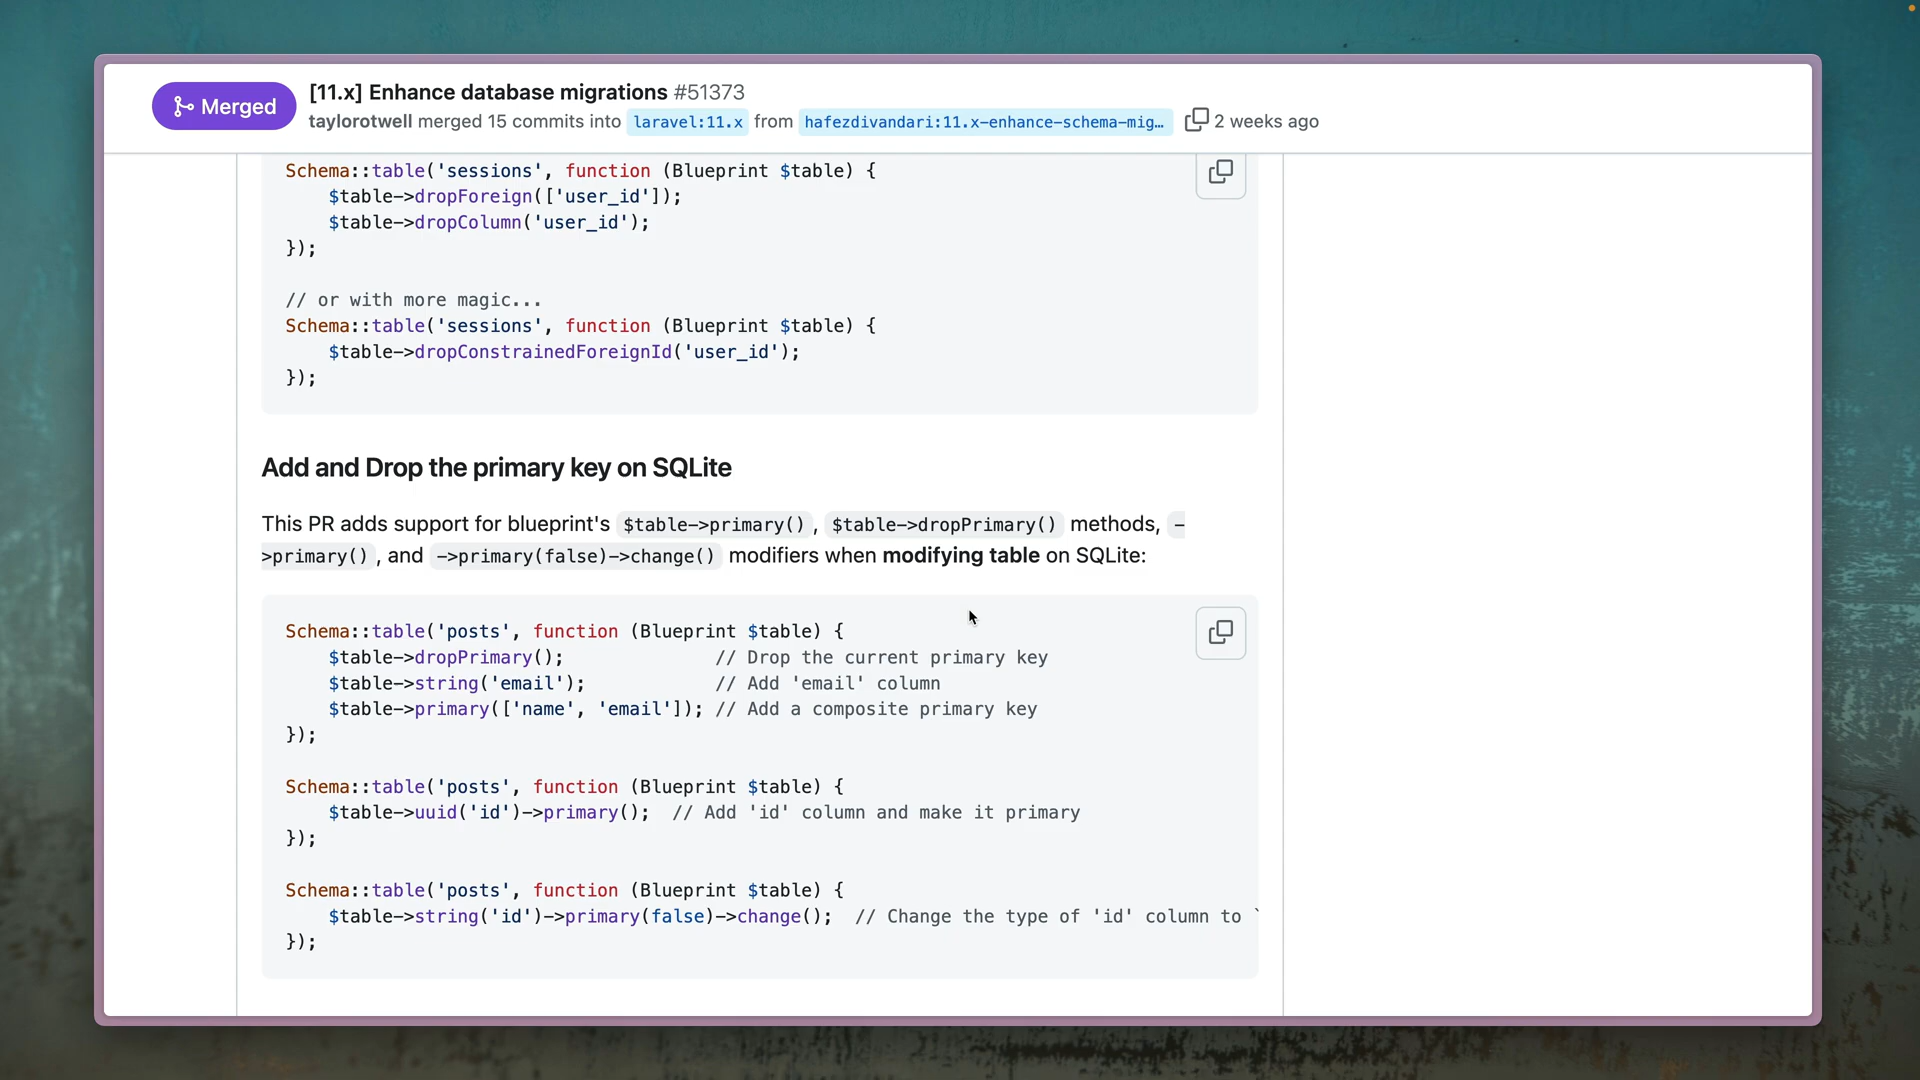 Merged
[11.x] Enhance database migrations #51373
taylorotwell merged 15 commits into laravel:11.x from hafezdivandari:11.x-enhance-schema-mig… 2 weeks ago
Schema::table('sessions', function (Blueprint $table) {
    $table->dropForeign(['user_id']);
    $table->dropColumn('user_id');
});
// or with more magic...
Schema::table('sessions', function (Blueprint $table) {
    $table->dropConstrainedForeignId('user_id');
});
Add and Drop the primary key on SQLite
This PR adds support for blueprint's $table->primary(), $table->dropPrimary() methods, -
>primary(), and ->primary(false)->change() modifiers when modifying table on SQLite:
Schema::table('posts', function (Blueprint $table) {
    $table->dropPrimary();              // Drop the current primary key
    $table->string('email');            // Add 'email' column
    $table->primary(['name', 'email']); // Add a composite primary key
});
Schema::table('posts', function (Blueprint $table) {
    $table->uuid('id')->primary();  // Add 'id' column and make it primary
});
Schema::table('posts', function (Blueprint $table) {
    $table->string('id')->primary(false)->change();  // Change the type of 'id' column to `
});